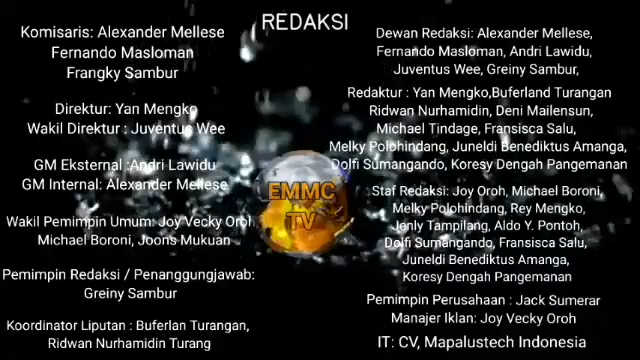 REDAKSI
Komisaris: Alexander Mellese
Fernando Masloman
Frangky Sambur
Direktur: Yan Mengko
Wakil Direktur : Juventus Wee
GM Eksternal :Andri Lawidu
GM Internal: Alexander Mellese
Wakil Pemimpin Umum: Joy Vecky Oroh
Michael Boroni, Joons Mukuan
Pemimpin Redaksi / Penanggungjawab:
Greiny Sambur
Koordinator Liputan : Buferlan Turangan,
Ridwan Nurhamidin Turang
EMMC
TV
Dewan Redaksi: Alexander Mellese,
Fernando Masloman, Andri Lawidu,
Juventus Wee, Greiny Sambur,
Redaktur : Yan Mengko,Buferland Turangan
Ridwan Nurhamidin, Deni Mailensun,
Michael Tindage, Fransisca Salu,
Melky Polohindang, Juneldi Benediktus Amanga,
Dolfi Sumangando, Koresy Dengah Pangemanan
Staf Redaksi: Joy Oroh, Michael Boroni,
Melky Polohindang, Rey Mengko,
Jenly Tampilang, Aldo Y. Pontoh,
Dolfi Sumangando, Fransisca Salu,
Juneldi Benediktus Amanga,
Koresy Dengah Pangemanan
Pemimpin Perusahaan : Jack Sumerar
Manajer Iklan: Joy Vecky Oroh
IT: CV, Mapalustech Indonesia